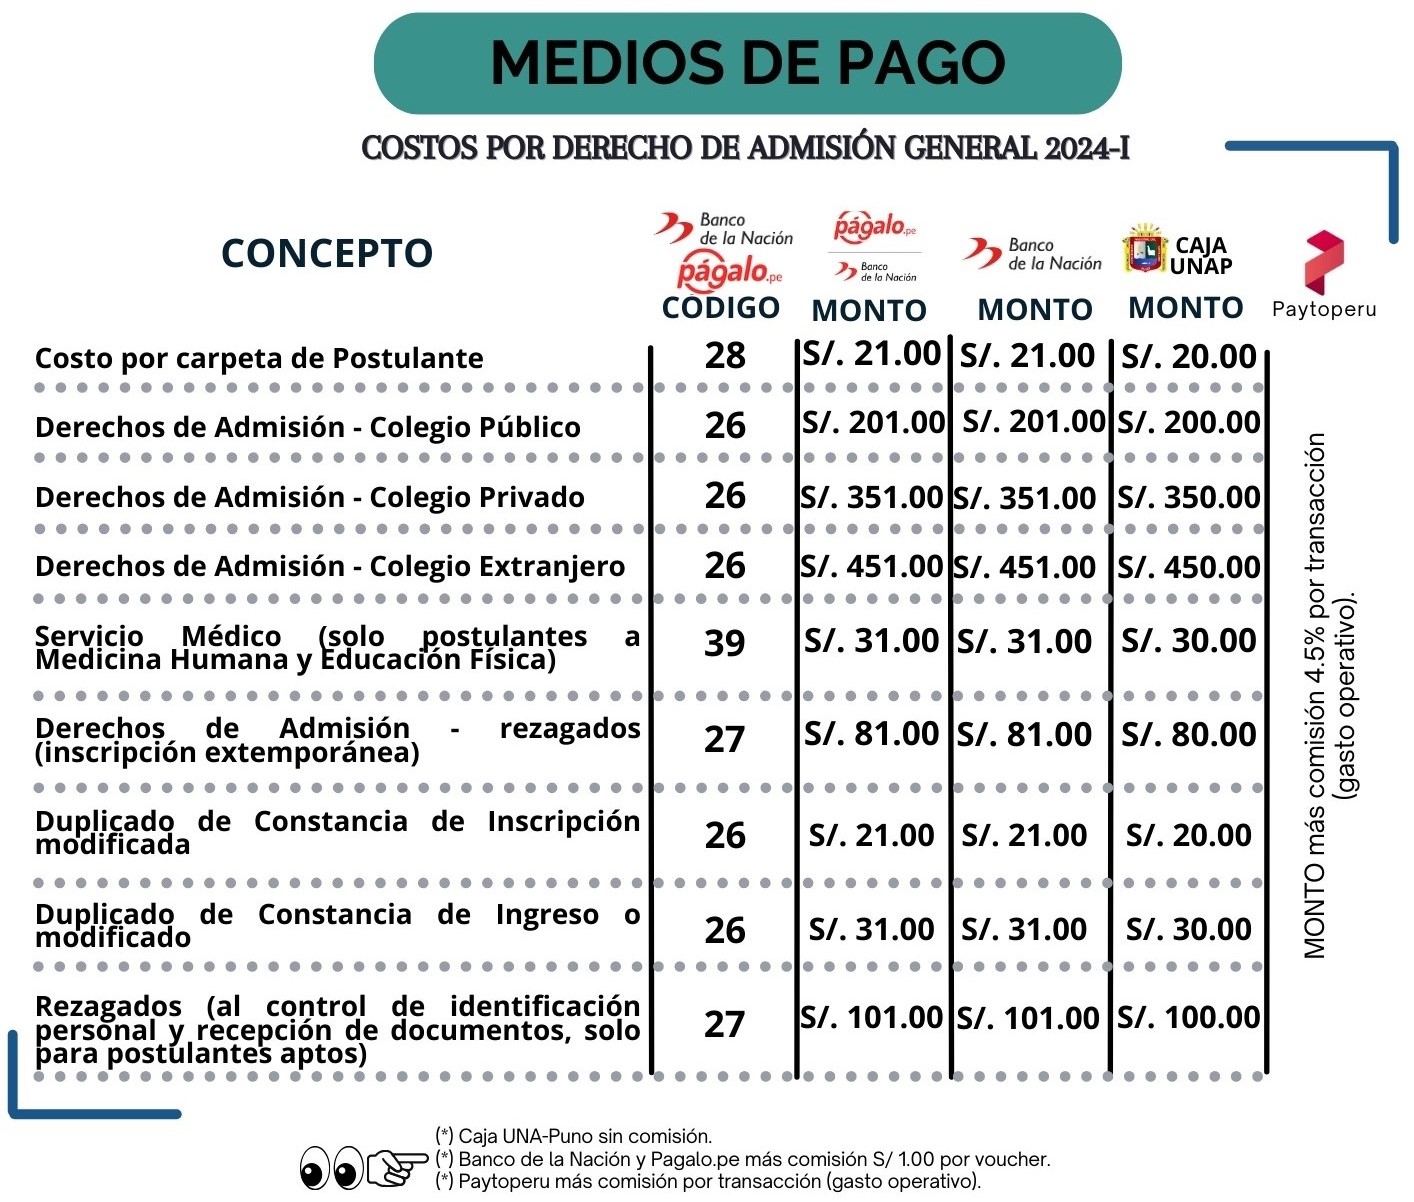 MEDIOS DE PAGO
COSTOS POR DERECHO DE ADMISIÓN GENERAL 2024-I
CONCEPTO
Banco de la Nación
págalo.pe
CÓDIGO
págalo.pe
Banco de la Nación
MONTO
Banco de la Nación
MONTO
CAJA UNAP
MONTO
Paytoperu
Costo por carpeta de Postulante 28 S/. 21.00 S/. 21.00 S/. 20.00
Derechos de Admisión - Colegio Público 26 S/. 201.00 S/. 201.00 S/. 200.00
Derechos de Admisión - Colegio Privado 26 S/. 351.00 S/. 351.00 S/. 350.00
Derechos de Admisión - Colegio Extranjero 26 S/. 451.00 S/. 451.00 S/. 450.00
Servicio Médico (solo postulantes a
Medicina Humana y Educación Física) 39 S/. 31.00 S/. 31.00 S/. 30.00
Derechos de Admisión - rezagados
(inscripción extemporánea) 27 S/. 81.00 S/. 81.00 S/. 80.00
Duplicado de Constancia de Inscripción
modificada 26 S/. 21.00 S/. 21.00 S/. 20.00
Duplicado de Constancia de Ingreso o
modificado 26 S/. 31.00 S/. 31.00 S/. 30.00
Rezagados (al control de identificación
personal y recepción de documentos, solo
para postulantes aptos) 27 S/. 101.00 S/. 101.00 S/. 100.00
MONTO más comisión 4.5% por transacción
(gasto operativo).
(*) Caja UNA-Puno sin comisión.
(*) Banco de la Nación y Pagalo.pe más comisión S/ 1.00 por voucher.
(*) Paytoperu más comisión por transacción (gasto operativo).